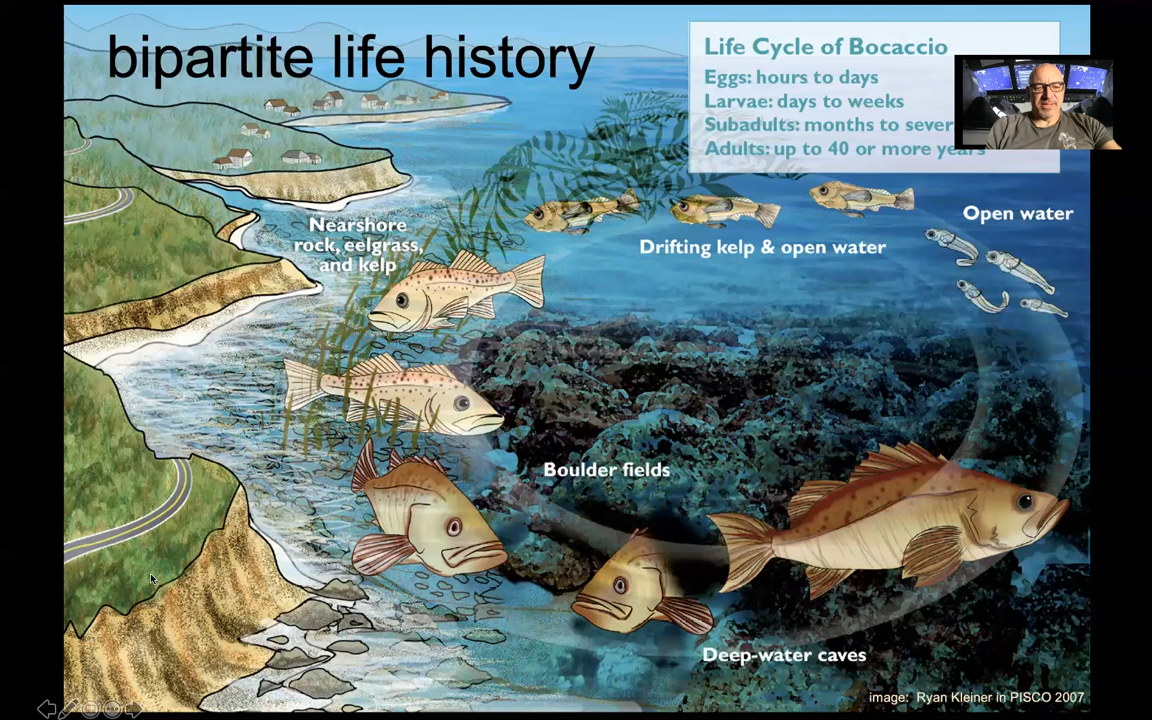 bipartite life history
Life Cycle of Bocaccio
Eggs: hours to days
Larvae: days to weeks
Subadults: months to sever
Adults: up to 40 or more years
Nearshore
rock, eelgrass,
and kelp
Drifting kelp & open water
Open water
Boulder fields
Deep-water caves
image: Ryan Kleiner in PISCO 2007